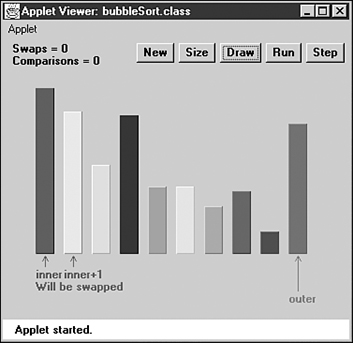 Applet Viewer: bubbleSort.class
Applet
Swaps = 0
Comparisons = 0
New Size Draw Run Step
inner inner+1
Will be swapped
outer
Applet started.